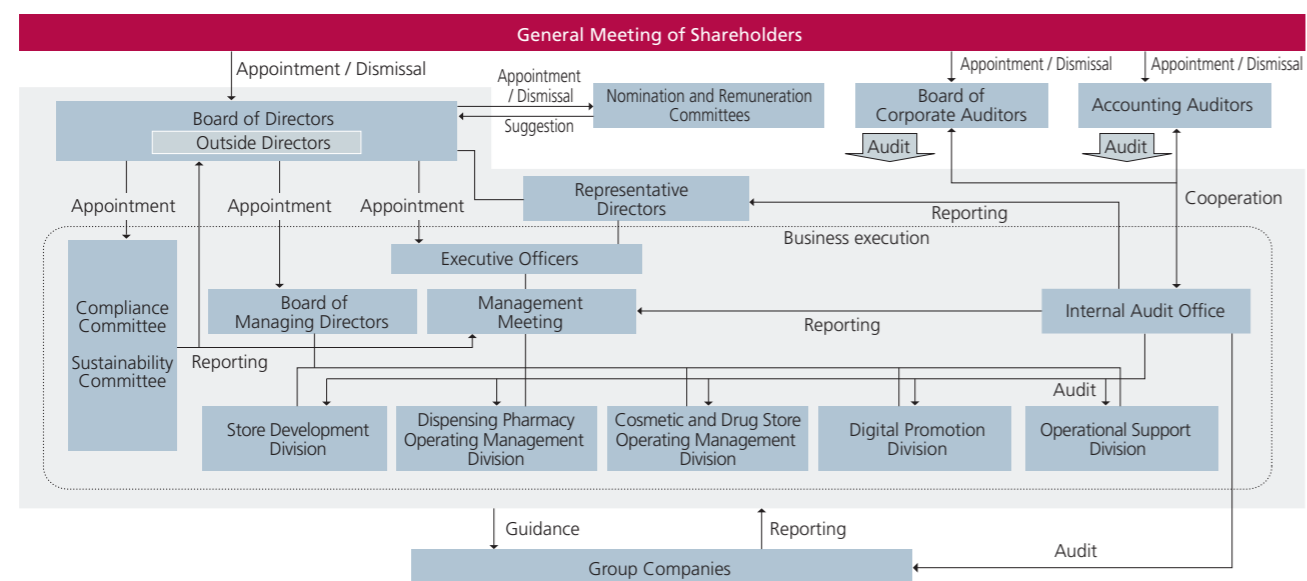 General Meeting of Shareholders
Appointment / Dismissal
Appointment
/ Dismissal
Appointment / Dismissal
Appointment / Dismissal
Board of Directors
Outside Directors
Suggestion
Nomination and Remuneration
Committees
Board of
Corporate Auditors
Accounting Auditors
Audit
Audit
Appointment
Appointment
Appointment
Representative
Directors
Reporting
Cooperation
Business execution
Executive Officers
Compliance
Committee
Sustainability
Committee
Board of
Managing Directors
Management
Meeting
Internal Audit Office
Reporting
Reporting
Audit
Store Development
Division
Dispensing Pharmacy
Operating Management
Division
Cosmetic and Drug Store
Operating Management
Division
Digital Promotion
Division
Operational Support
Division
Guidance
Reporting
Audit
Group Companies